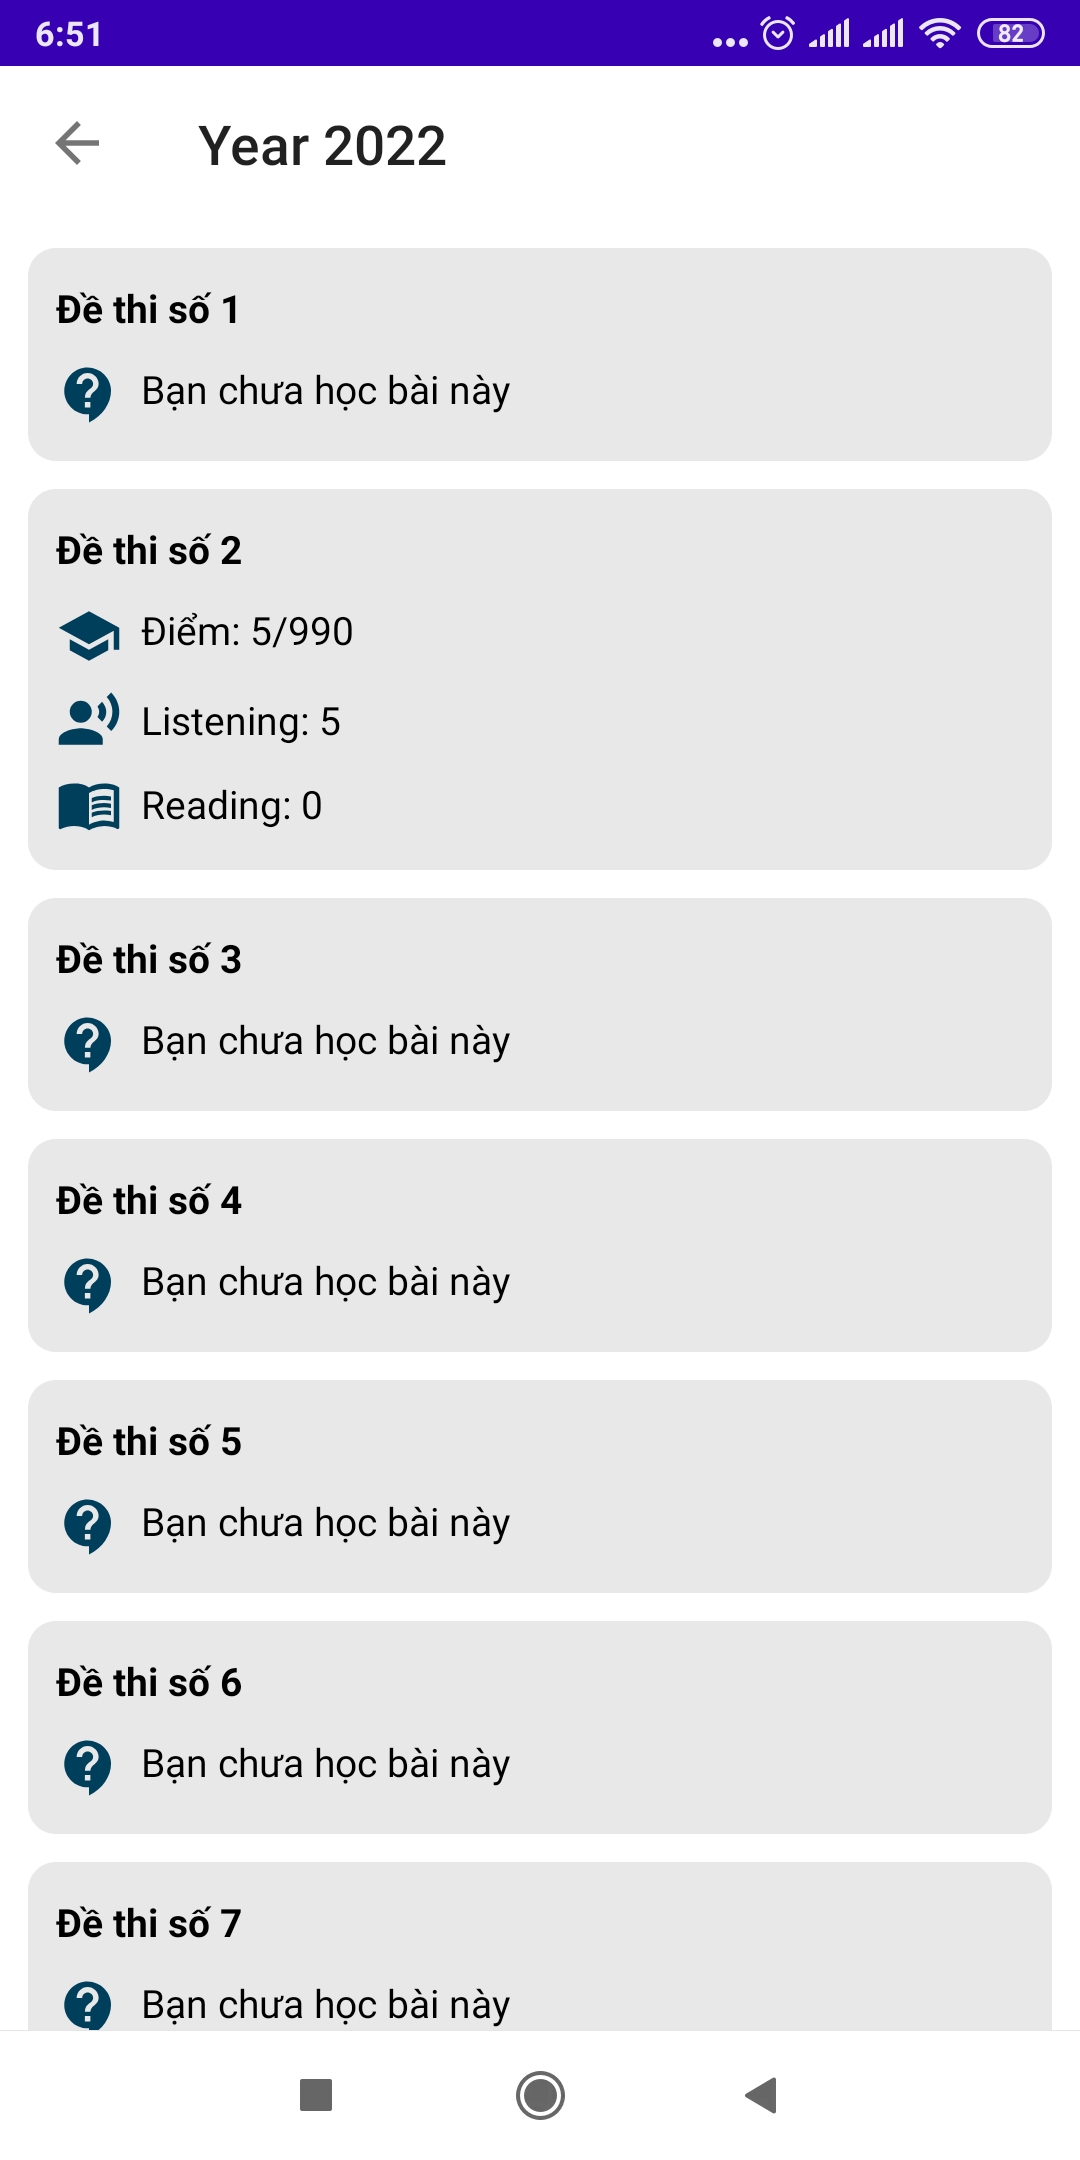 6:51
82
Year 2022
Đề thi số 1
Bạn chưa học bài này
Đề thi số 2
Điểm: 5/990
Listening: 5
Reading: 0
Đề thi số 3
Bạn chưa học bài này
Đề thi số 4
Bạn chưa học bài này
Đề thi số 5
Bạn chưa học bài này
Đề thi số 6
Bạn chưa học bài này
Đề thi số 7
Bạn chưa học bài này